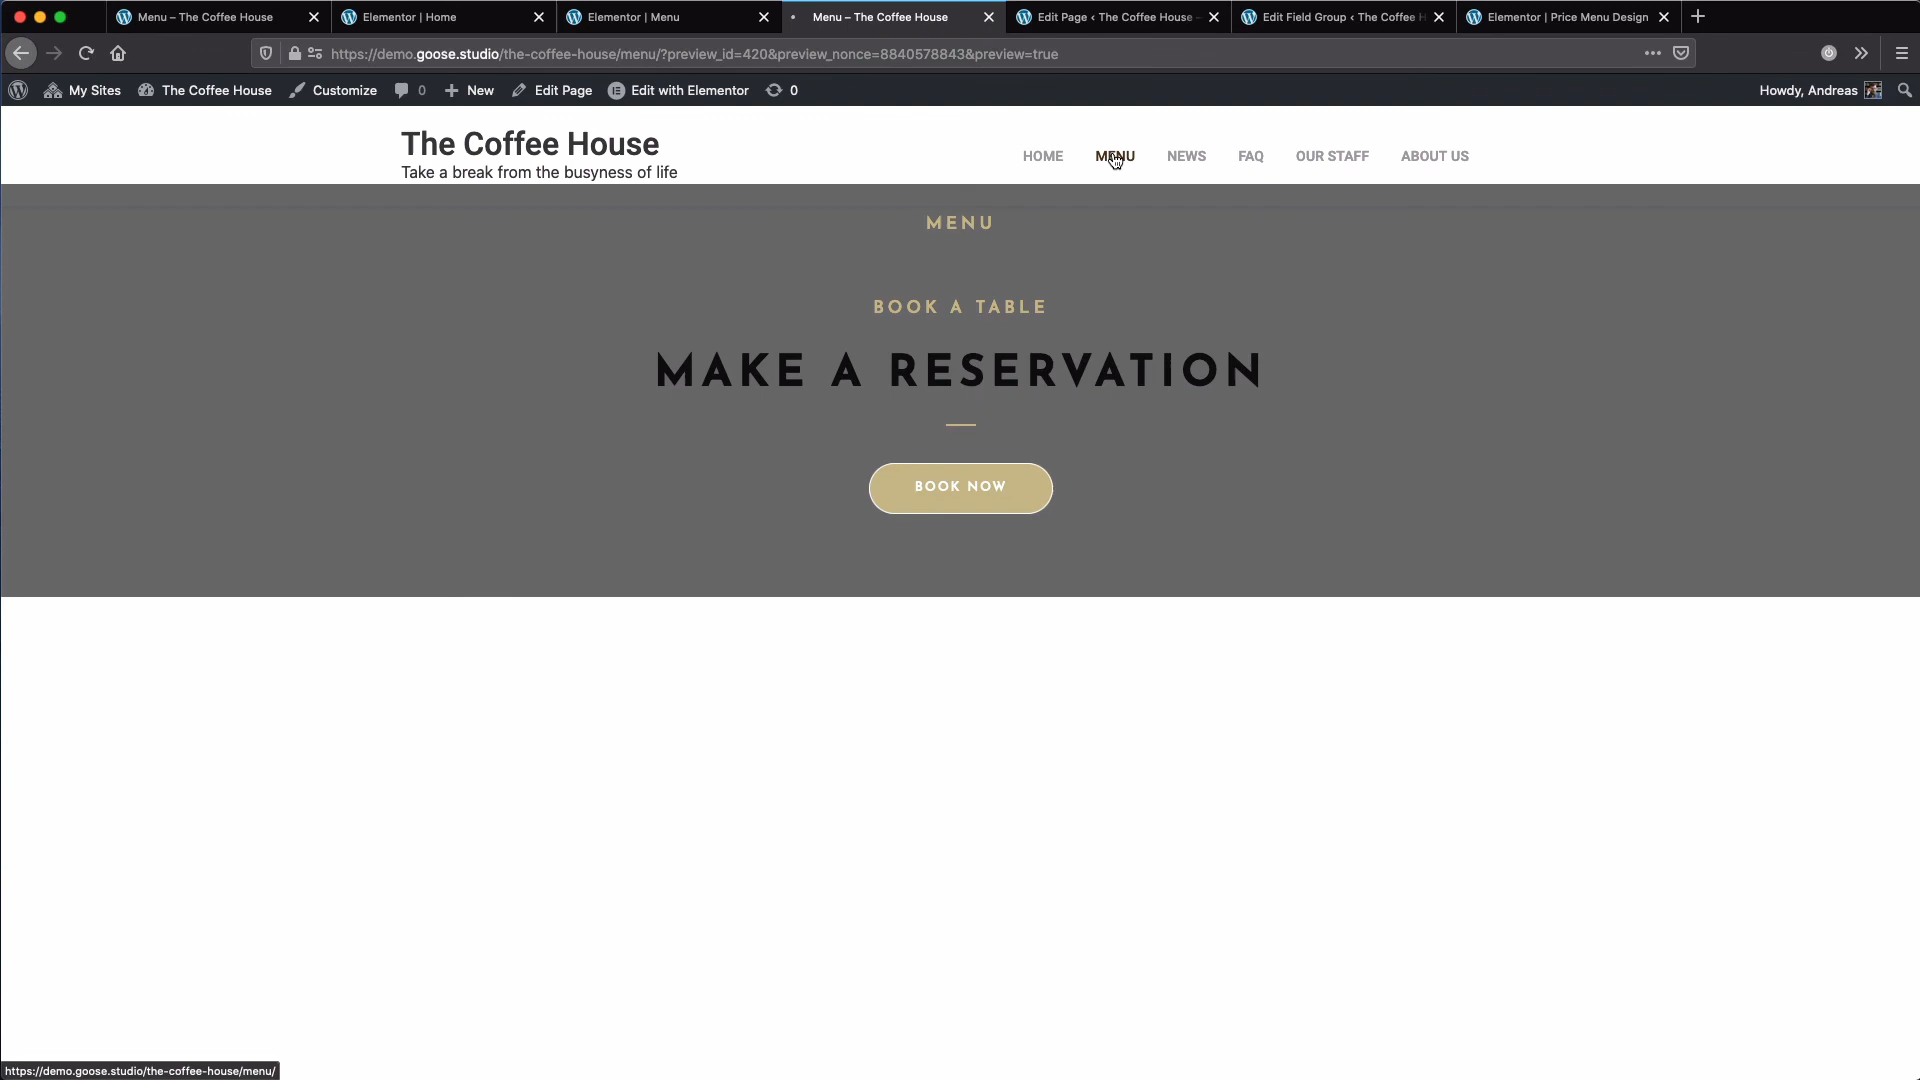 Menu – The Coffee House
Elementor | Home
Elementor | Menu
Menu – The Coffee House
Edit Page ‹ The Coffee House –
Edit Field Group ‹ The Coffee H
Elementor | Price Menu Design
https://demo.goose.studio/the-coffee-house/menu/?preview_id=420&preview_nonce=8840578843&preview=true
My Sites The Coffee House Customize 0 New Edit Page Edit with Elementor 0 Howdy, Andreas
The Coffee House
Take a break from the busyness of life
HOME MENU NEWS FAQ OUR STAFF ABOUT US
MENU
BOOK A TABLE
MAKE A RESERVATION
BOOK NOW
https://demo.goose.studio/the-coffee-house/menu/